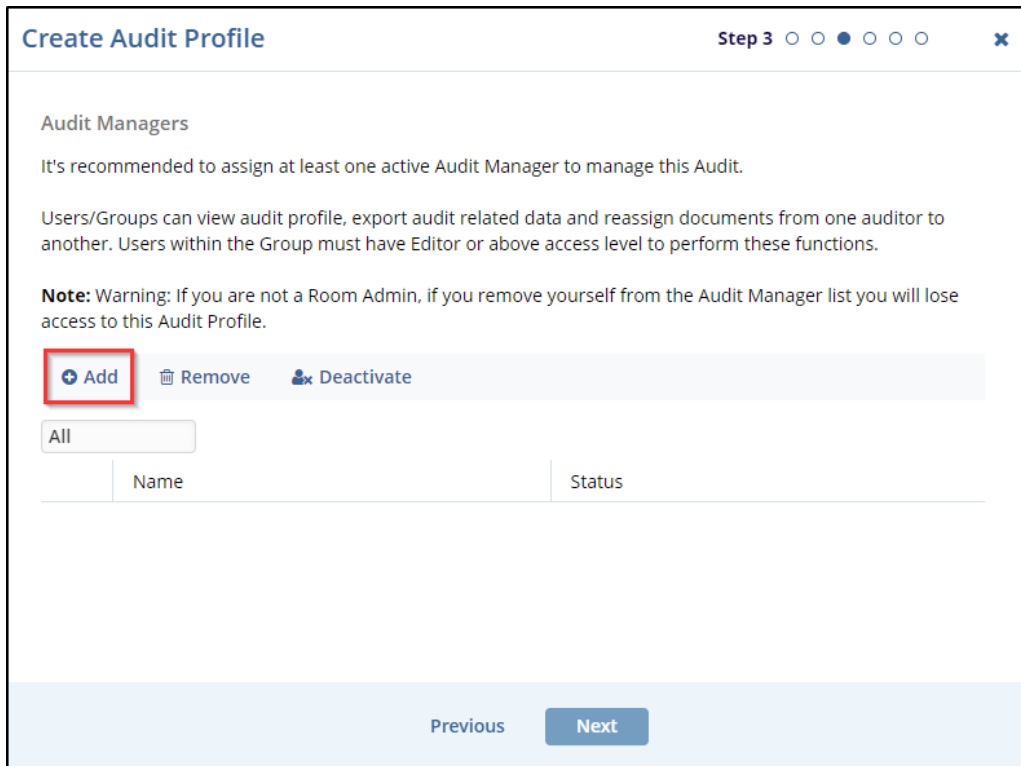 Create Audit Profile
Step 3
Audit Managers
It's recommended to assign at least one active Audit Manager to manage this Audit.
Users/Groups can view audit profile, export audit related data and reassign documents from one auditor to
another. Users within the Group must have Editor or above access level to perform these functions.
Note: Warning: If you are not a Room Admin, if you remove yourself from the Audit Manager list you will lose
access to this Audit Profile.
Add Remove Deactivate
All
Name Status
Previous Next